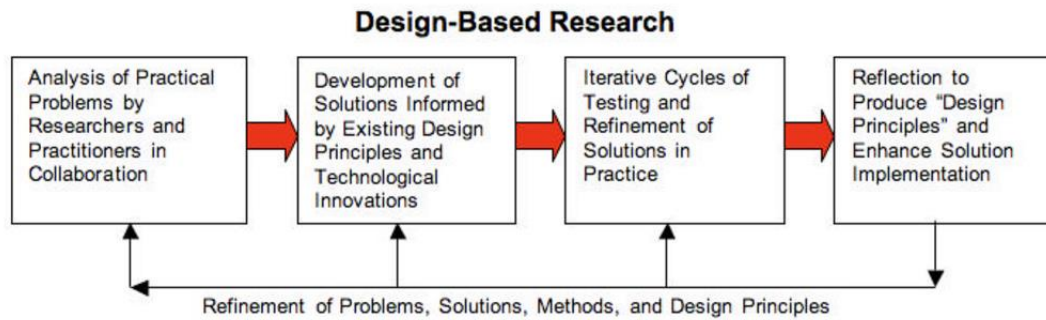 Design-Based Research
Analysis of Practical
Problems by
Researchers and
Practitioners in
Collaboration
Development of
Solutions Informed
by Existing Design
Principles and
Technological
Innovations
Iterative Cycles of
Testing and
Refinement of
Solutions in
Practice
Reflection to
Produce “Design
Principles” and
Enhance Solution
Implementation
Refinement of Problems, Solutions, Methods, and Design Principles